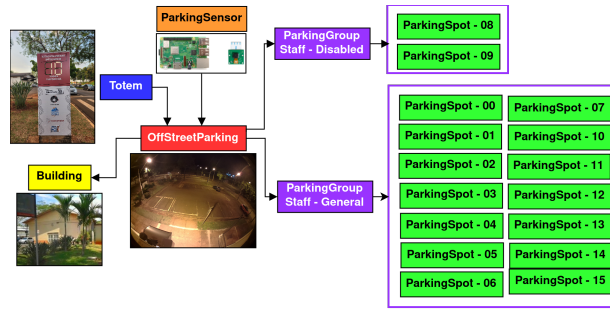 ParkingSensor
ParkingGroup
Staff - Disabled
ParkingSpot - 08
ParkingSpot - 09
Totem
10
OffStreetParking
Building
ParkingGroup
Staff - General
ParkingSpot - 00
ParkingSpot - 07
ParkingSpot - 01
ParkingSpot - 10
ParkingSpot - 02
ParkingSpot - 11
ParkingSpot - 03
ParkingSpot - 12
ParkingSpot - 04
ParkingSpot - 13
ParkingSpot - 05
ParkingSpot - 14
ParkingSpot - 06
ParkingSpot - 15